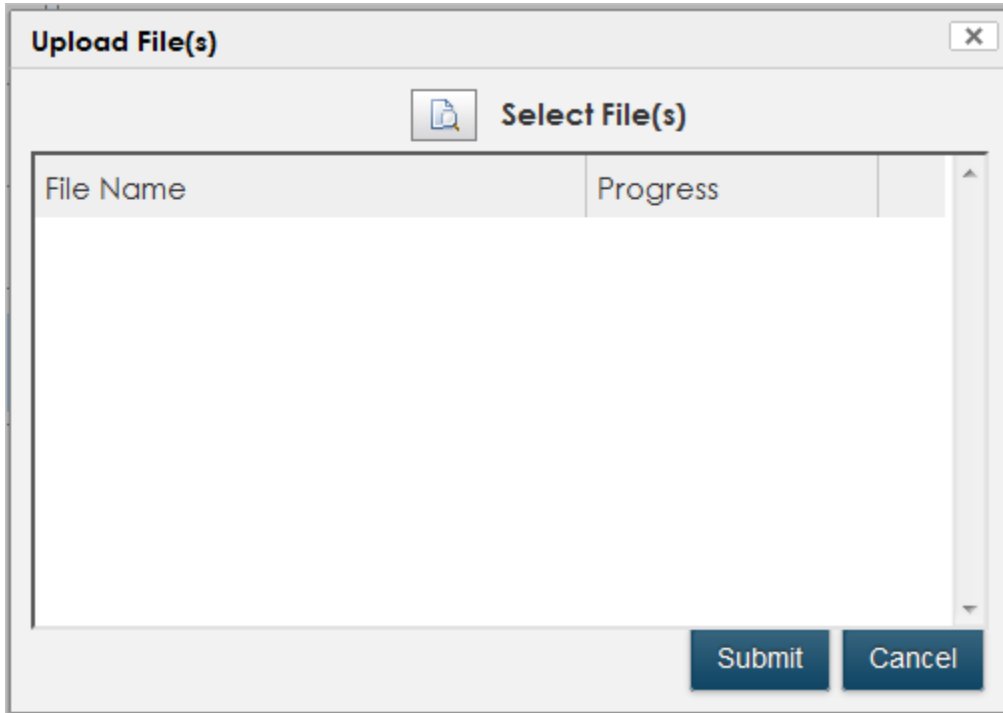 Upload File(s)
Select File(s)
File Name Progress
Submit Cancel